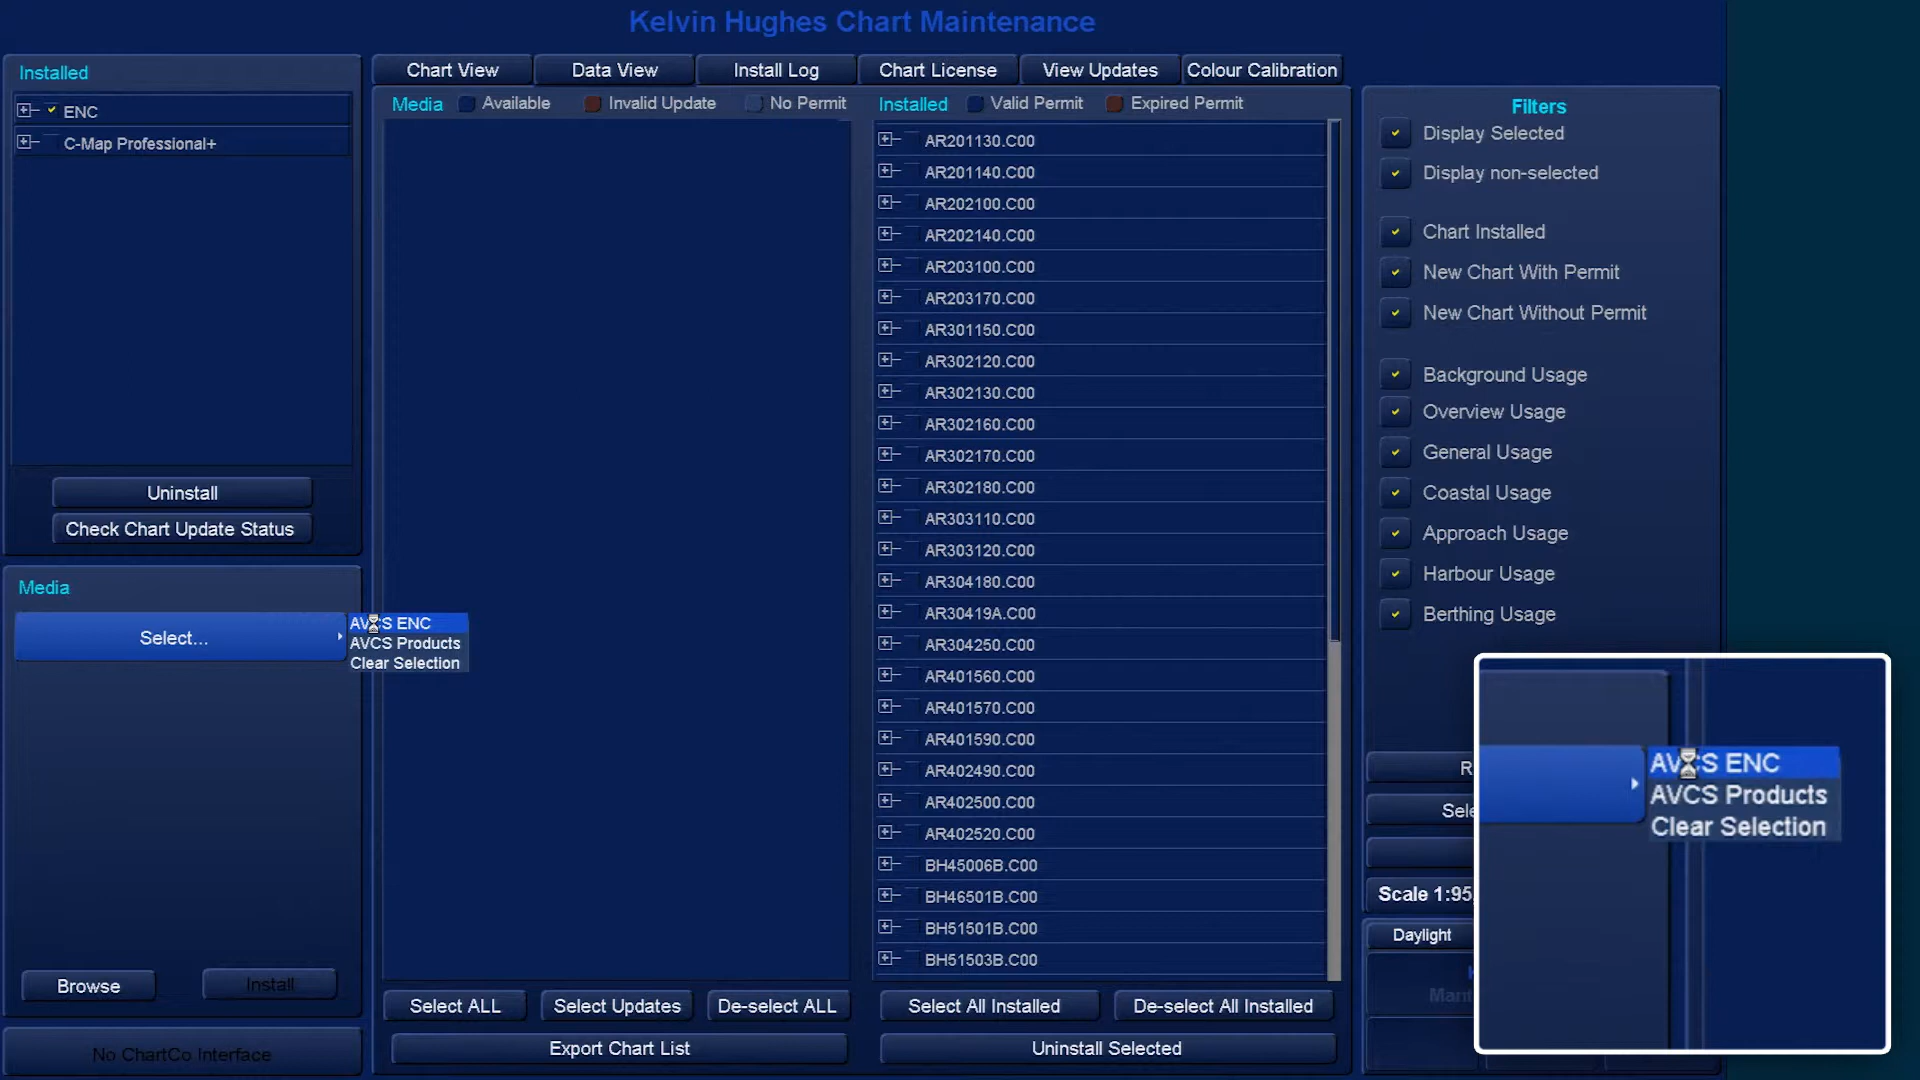 Kelvin Hughes Chart Maintenance
Installed
ENC
C-Map Professional+
Uninstall
Check Chart Update Status
Media
Select...
AVCS ENC
AVCS Products
Clear Selection
Browse
Install
No ChartCo Interface
Chart View
Data View
Install Log
Chart License
View Updates
Colour Calibration
Media
Available
Invalid Update
No Permit
Installed
Valid Permit
Expired Permit
AR201130.C00
AR201140.C00
AR202100.C00
AR202140.C00
AR203100.C00
AR203170.C00
AR301150.C00
AR302120.C00
AR302130.C00
AR302160.C00
AR302170.C00
AR302180.C00
AR303110.C00
AR303120.C00
AR304180.C00
AR30419A.C00
AR304250.C00
AR401560.C00
AR401570.C00
AR401590.C00
AR402490.C00
AR402500.C00
AR402520.C00
BH45006B.C00
BH46501B.C00
BH51501B.C00
BH51503B.C00
Select ALL
Select Updates
De-select ALL
Select All Installed
De-select All Installed
Export Chart List
Uninstall Selected
Filters
Display Selected
Display non-selected
Chart Installed
New Chart With Permit
New Chart Without Permit
Background Usage
Overview Usage
General Usage
Coastal Usage
Approach Usage
Harbour Usage
Berthing Usage
Scale 1:95
Daylight
AVCS ENC
AVCS Products
Clear Selection